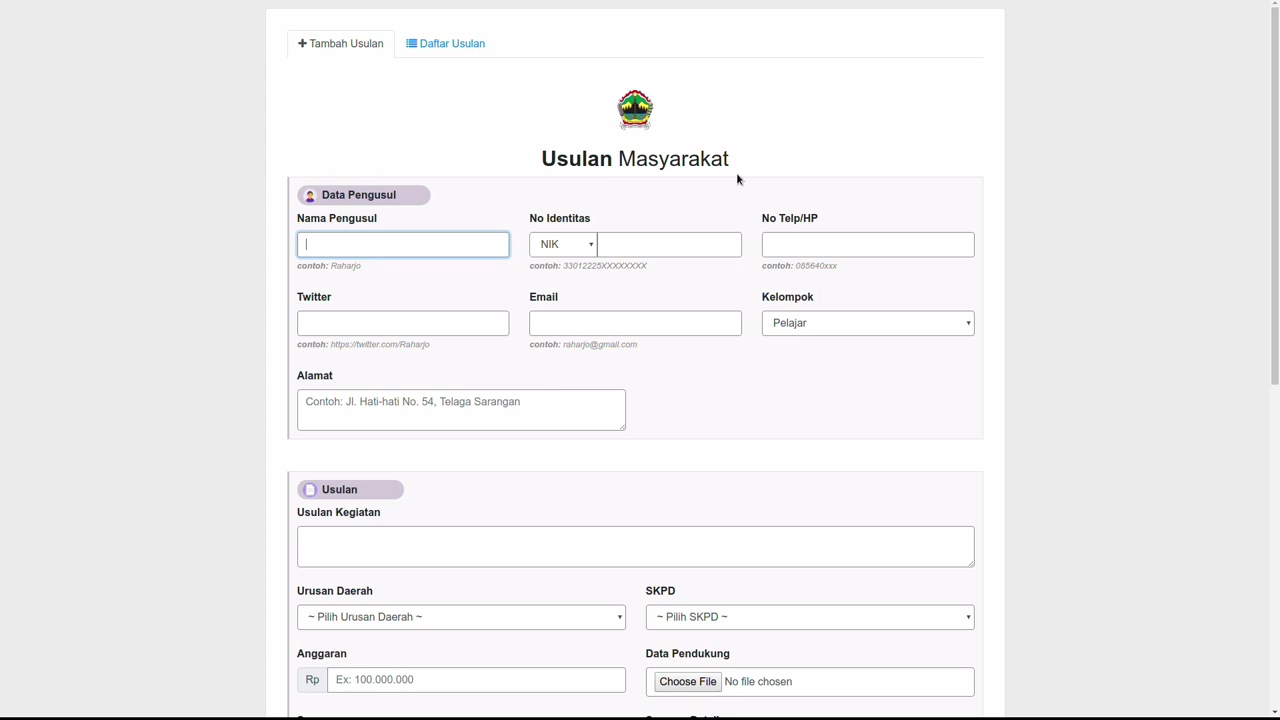 Tambah Usulan Daftar Usulan
Usulan Masyarakat
Data Pengusul
Nama Pengusul No Identitas No Telp/HP
NIK
contoh: Raharjo contoh: 33012225XXXXXXXX contoh: 085640xxx
Twitter Email Kelompok
Pelajar
contoh: https://twitter.com/Raharjo contoh: raharjo@gmail.com
Alamat
Contoh: Jl. Hati-hati No. 54, Telaga Sarangan
Usulan
Usulan Kegiatan
Urusan Daerah SKPD
~ Pilih Urusan Daerah ~ ~ Pilih SKPD ~
Anggaran Data Pendukung
Rp Ex: 100.000.000 Choose File No file chosen